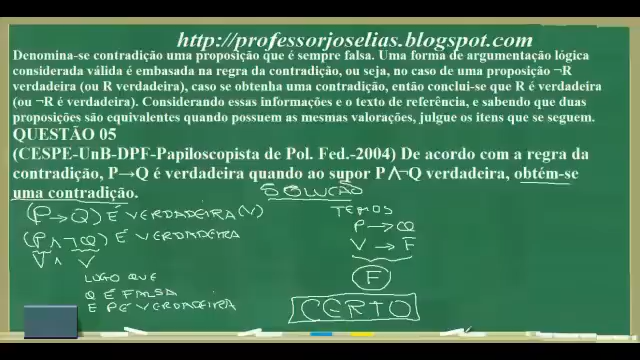 http://professorjoselias.blogspot.com
Denomina-se contradição uma proposição que é sempre falsa. Uma forma de argumentação lógica
considerada válida é embasada na regra da contradição, ou seja, no caso de uma proposição ¬R
verdadeira (ou R verdadeira), caso se obtenha uma contradição, então conclui-se que R é verdadeira
(ou ¬R é verdadeira). Considerando essas informações e o texto de referência, e sabendo que duas
proposições são equivalentes quando possuem as mesmas valorações, julgue os itens que se seguem.
QUESTÃO 05
(CESPE-UnB-DPF-Papiloscopista de Pol. Fed.-2004) De acordo com a regra da
contradição, P→Q é verdadeira quando ao supor P∧¬Q verdadeira, obtém-se
uma contradição.
SOLUCÃO
(P→Q) É VERDADEIRA (V)
(P∧¬Q) É VERDADEIRA
V ∧ V
LOGO QUE
Q É FALSA
E P É VERDADEIRA
TEMOS
P → Q
V → F
F
CERTO